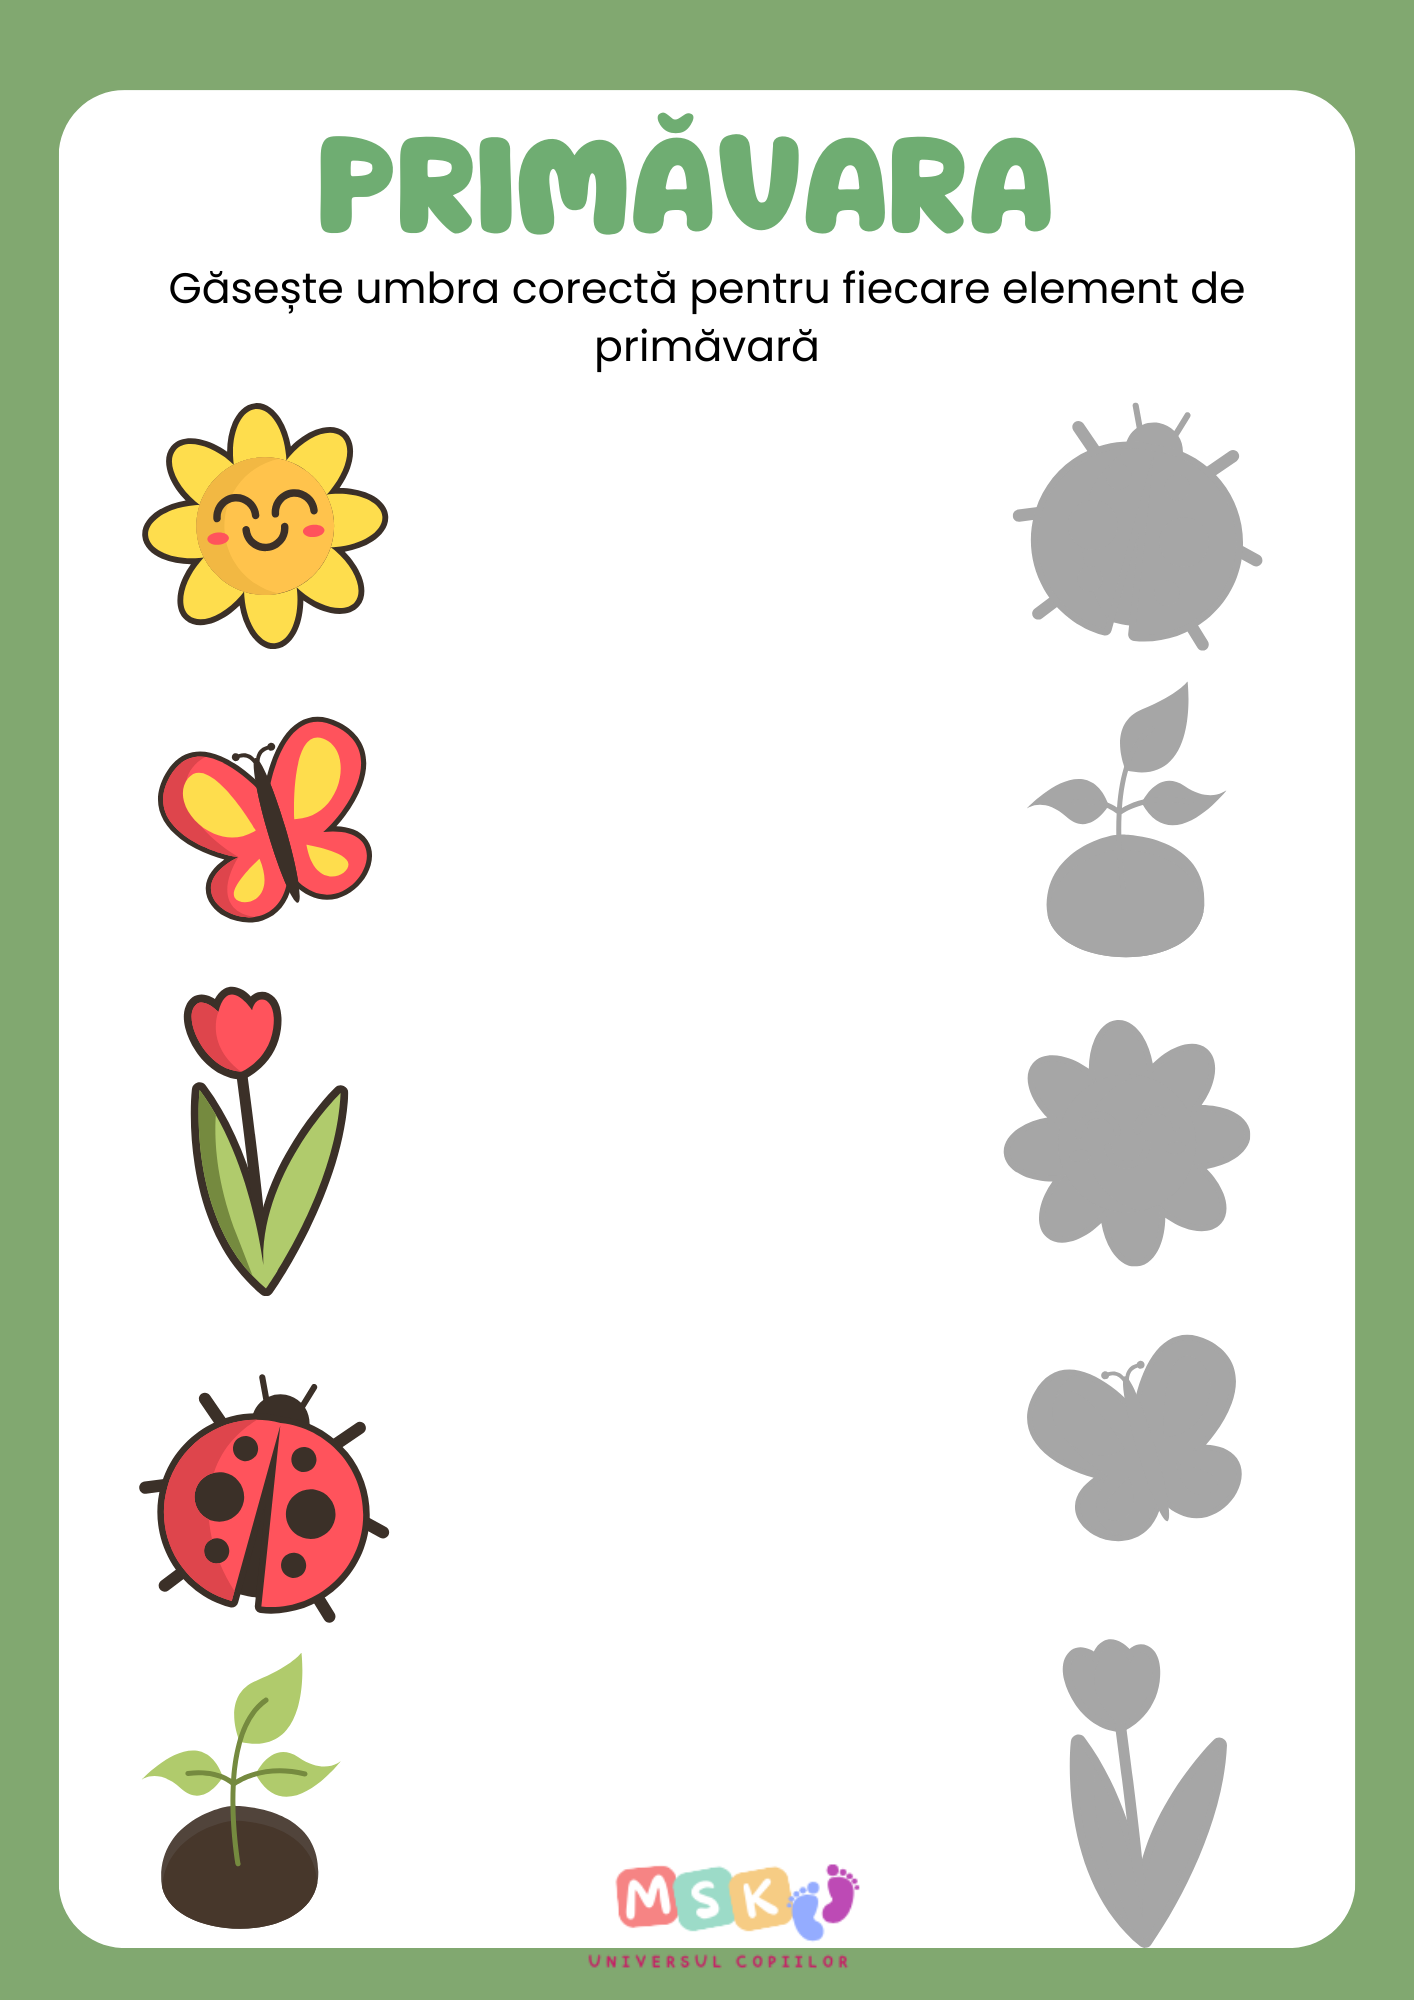 PRIMĂVARA
Găsește umbra corectă pentru fiecare element de
primăvară
MSK
UNIVERSUL COPIILOR